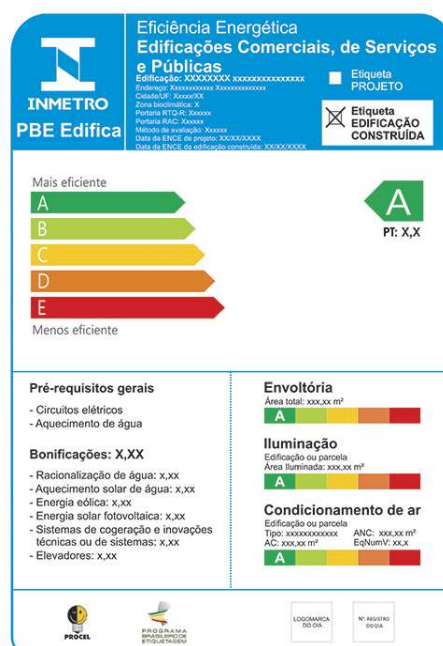 INMETRO
PBE Edifica
Eficiência Energética
Edificações Comerciais, de Serviços
e Públicas
Edificação: XXXXXXXX xxxxxxxxxxxxxxx
Endereço: Xxxxxxxxxxxx Xxxxxxxxxxxxxx
Cidade/UF: Xxxxx/XX
Zona bioclimática: X
Portaria RTQ-R: Xxxxxx
Portaria RAC: Xxxxxx
Método de avaliação: Xxxxxx
Data da ENCE de projeto: XX/XX/XXXX
Data da ENCE da edificação construída: XX/XX/XXXX
Etiqueta
PROJETO
Etiqueta
EDIFICAÇÃO
CONSTRUÍDA
Mais eficiente
A
B
C
D
E
Menos eficiente
A
PT: X,X
Pré-requisitos gerais
- Circuitos elétricos
- Aquecimento de água
Bonificações: X,XX
- Racionalização de água: x,xx
- Aquecimento solar de água: x,xx
- Energia eólica: x,xx
- Energia solar fotovoltaica: x,xx
- Sistemas de cogeração e inovações
técnicas ou de sistemas: x,xx
- Elevadores: x,xx
Envoltória
Área total: xxx,xx m²
A
Iluminação
Edificação ou parcela
Área Iluminada: xxx,xx m²
A
Condicionamento de ar
Edificação ou parcela
Tipo: xxxxxxxxxxxx ANC: xxx,xx m²
AC: xxx,xx m² EqNumV: xx,x
A
PROCEL
PROGRAMA
BRASILEIRO DE
ETIQUETAGEM
LOGOMARCA
DO OIA
Nº. REGISTRO
DO OIA